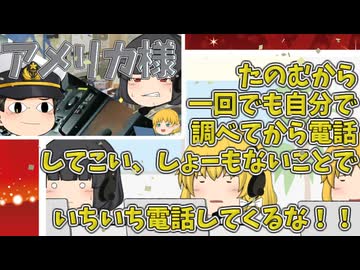 アメリカ様
たのむから
一回でも自分で
調べてから電話
してこい、しょーもないことで
いちいち電話してくるな！！